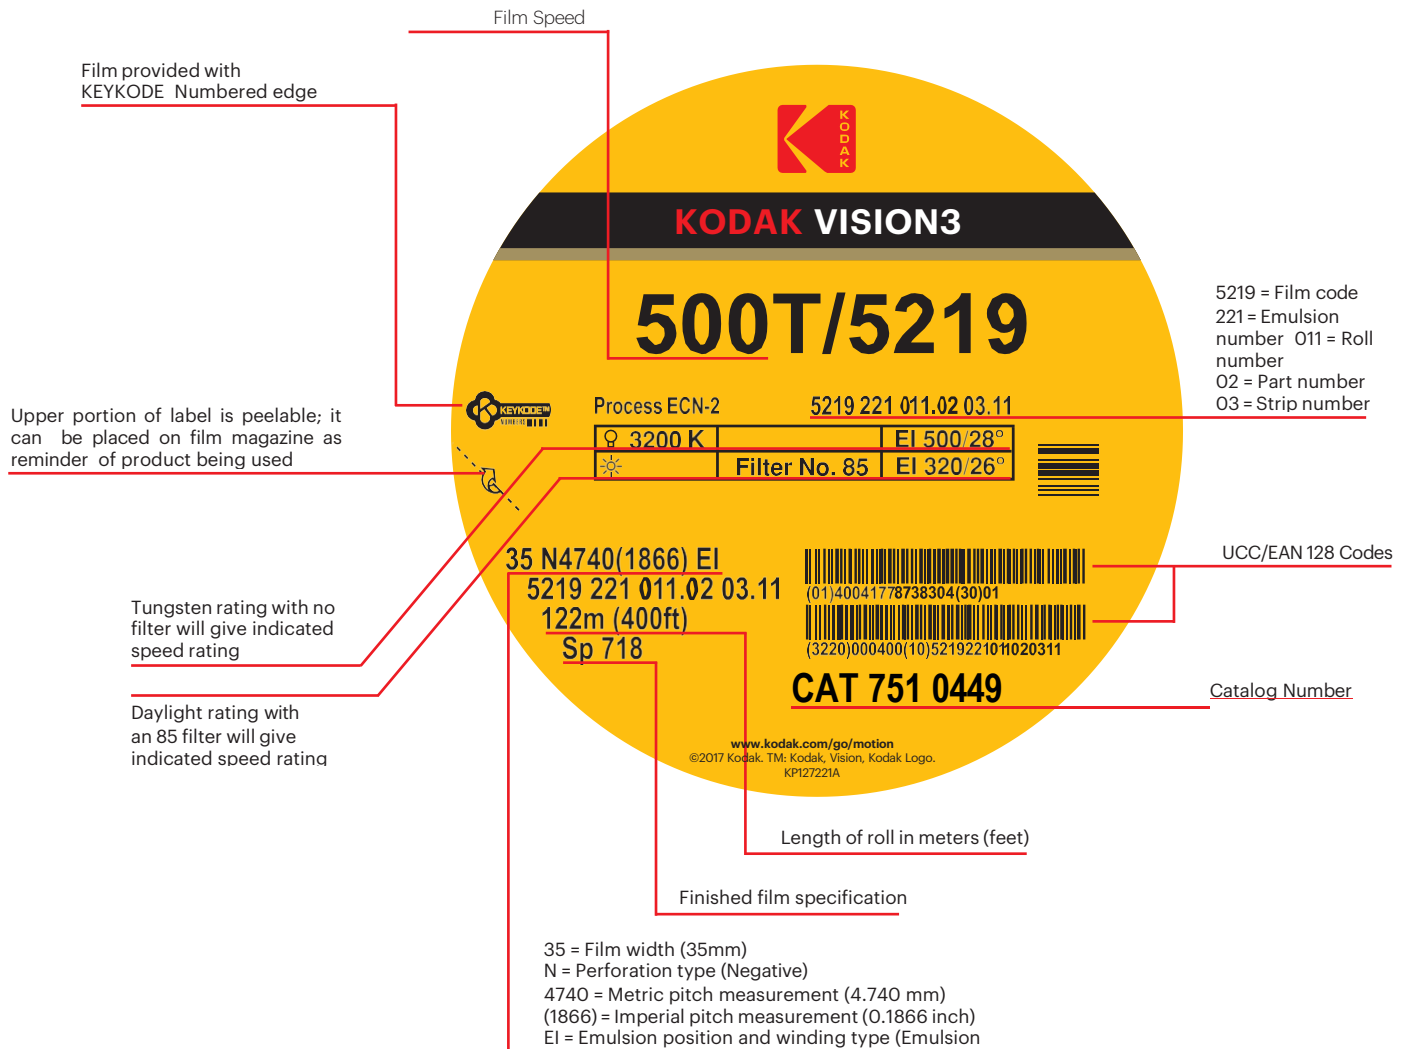 Film Speed
Film provided with
KEYKODE Numbered edge
KODAK
KODAK VISION3
500T/5219
5219 = Film code
221 = Emulsion
number 011 = Roll
number
02 = Part number
03 = Strip number
KEYKODE™
NUMBERS
Process ECN-2
5219 221 011.02 03.11
3200 K
EI 500/28°
Filter No. 85
EI 320/26°
Upper portion of label is peelable; it
can be placed on film magazine as
reminder of product being used
35 N4740(1866) EI
5219 221 011.02 03.11
122m (400ft)
Sp 718
(01)40041778738304(30)01
(3220)000400(10)5219221011020311
CAT 751 0449
UCC/EAN 128 Codes
Catalog Number
Tungsten rating with no
filter will give indicated
speed rating
Daylight rating with
an 85 filter will give
indicated speed rating
www.kodak.com/go/motion
©2017 Kodak. TM: Kodak, Vision, Kodak Logo.
KP127221A
Length of roll in meters (feet)
Finished film specification
35 = Film width (35mm)
N = Perforation type (Negative)
4740 = Metric pitch measurement (4.740 mm)
(1866) = Imperial pitch measurement (0.1866 inch)
EI = Emulsion position and winding type (Emulsion